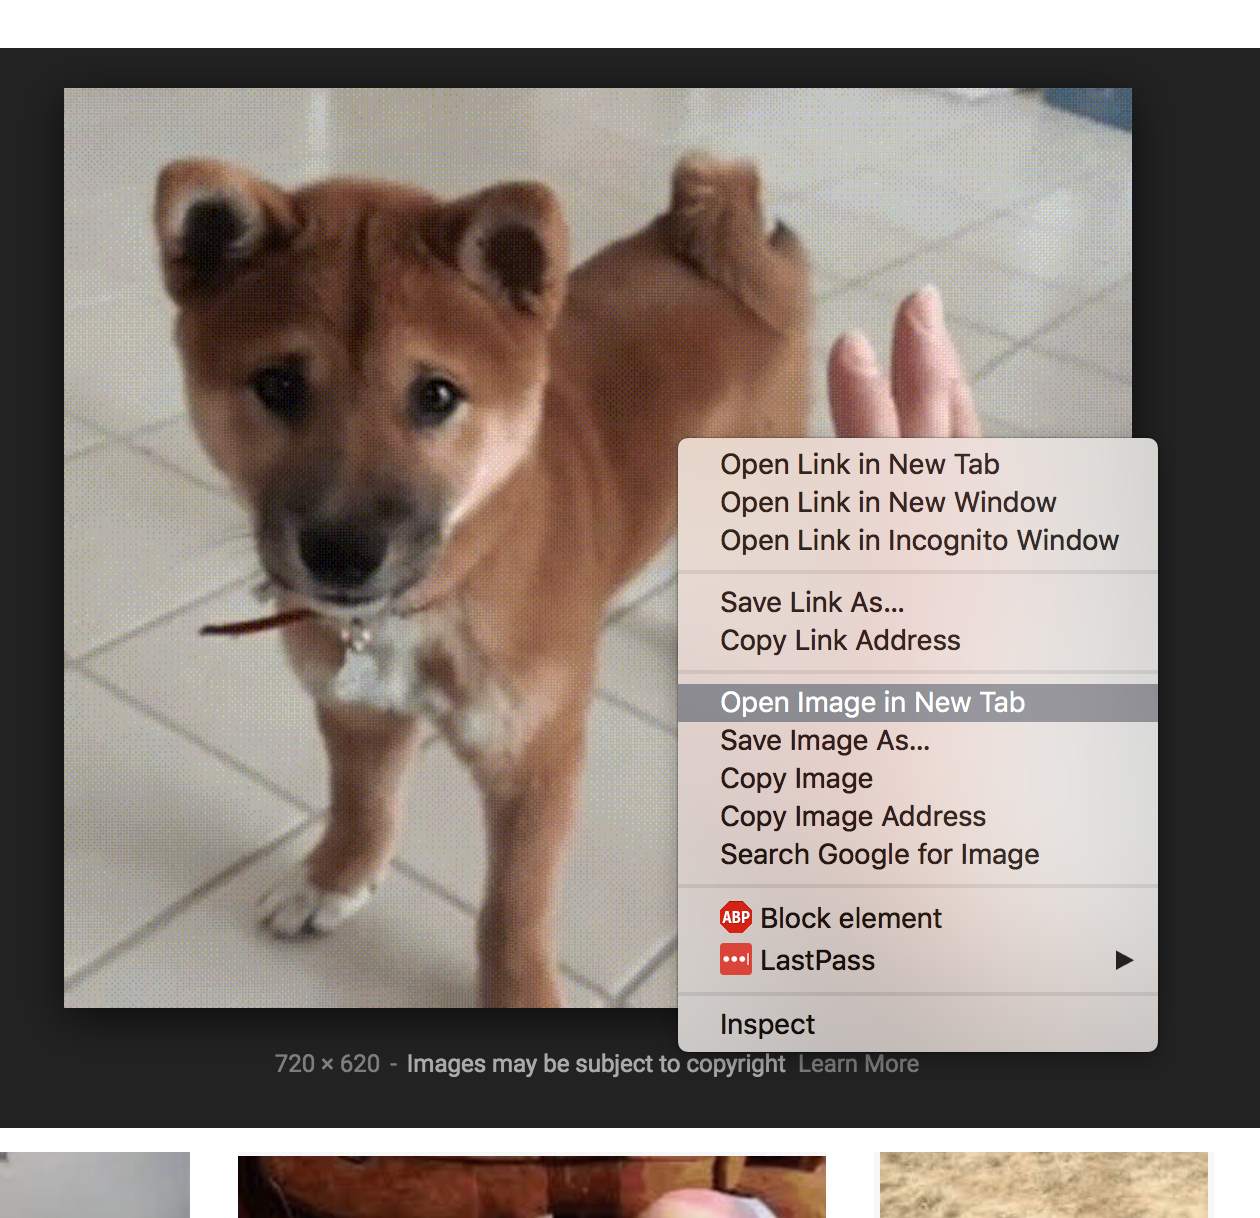 Open Link in New Tab
Open Link in New Window
Open Link in Incognito Window
Save Link As...
Copy Link Address
Open Image in New Tab
Save Image As...
Copy Image
Copy Image Address
Search Google for Image
ABP Block element
LastPass
Inspect
720 × 620 - Images may be subject to copyright Learn More